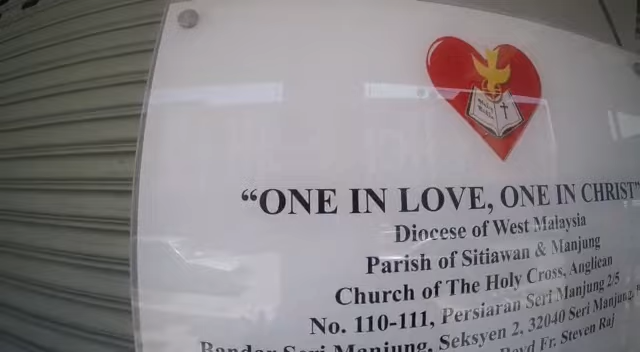 "ONE IN LOVE, ONE IN CHRIST"
Diocese of West Malaysia
Parish of Sitiawan & Manjung
Church of The Holy Cross, Anglican
No. 110-111, Persiaran Seri Manjung 2/5
Bandar Seri Manjung, Seksyen 2, 32040 Seri Manjung,
Revd Fr. Steven Raj